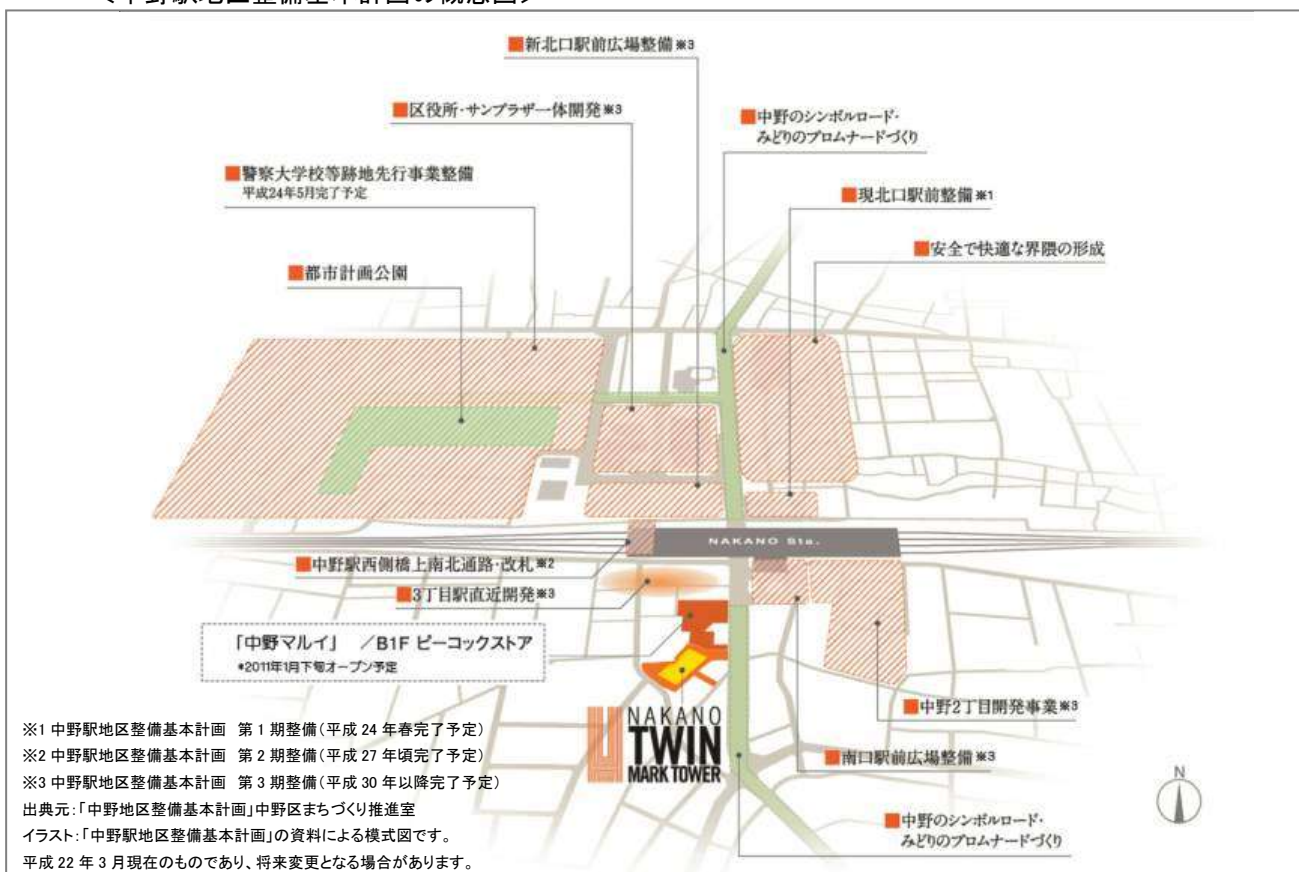 <中野駅地区整備基本計画の概念図>
■新北口駅前広場整備※3
■区役所・サンプラザ一体開発※3
■中野のシンボルロード・
みどりのプロムナードづくり
■警察大学校等跡地先行事業整備
平成24年5月完了予定
■現北口駅前整備※1
■安全で快適な界隈の形成
■都市計画公園
NAKANO Sta.
■中野駅西側橋上南北通路・改札※2
■3丁目駅直近開発※3
「中野マルイ」 /B1F ピーコックストア
*2011年1月下旬オープン予定
NAKANO
TWIN
MARK TOWER
■中野2丁目開発事業※3
■南口駅前広場整備※3
■中野のシンボルロード・
みどりのプロムナードづくり
N
※1 中野駅地区整備基本計画 第1期整備(平成24年春完了予定)
※2 中野駅地区整備基本計画 第2期整備(平成27年頃完了予定)
※3 中野駅地区整備基本計画 第3期整備(平成30年以降完了予定)
出典元:「中野地区整備基本計画」中野区まちづくり推進室
イラスト:「中野駅地区整備基本計画」の資料による模式図です。
平成22年3月現在のものであり、将来変更となる場合があります。